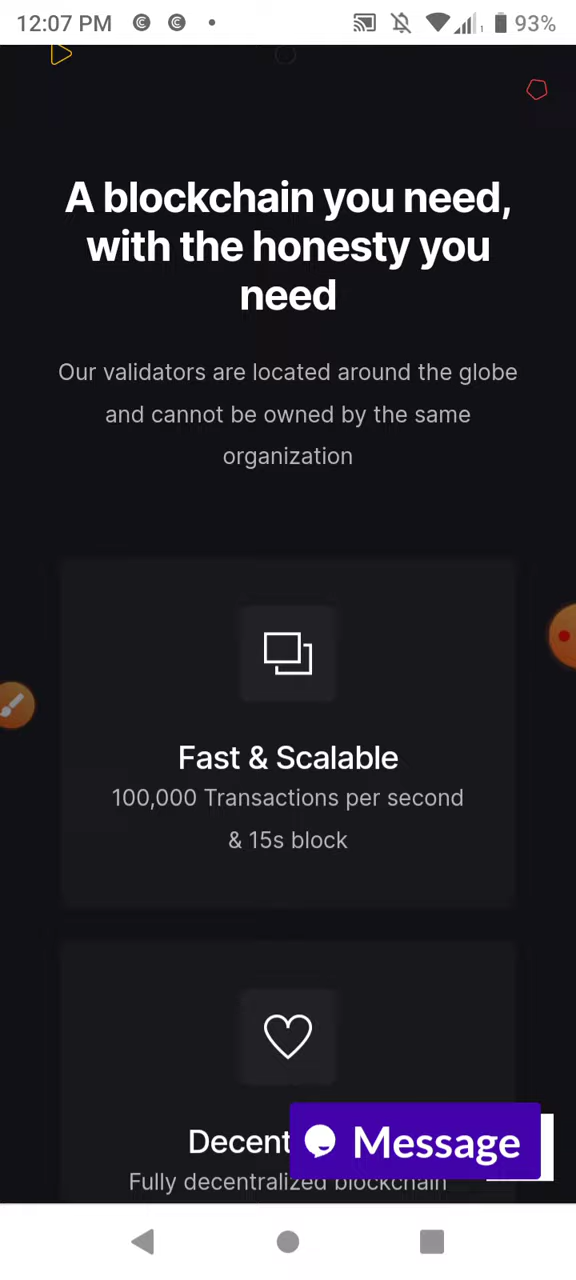 12:07 PM
1
93%
A blockchain you need,
with the honesty you
need
Our validators are located around the globe
and cannot be owned by the same
organization
Fast & Scalable
100,000 Transactions per second
& 15s block
Decent
Message
Fully decentralized blockchain